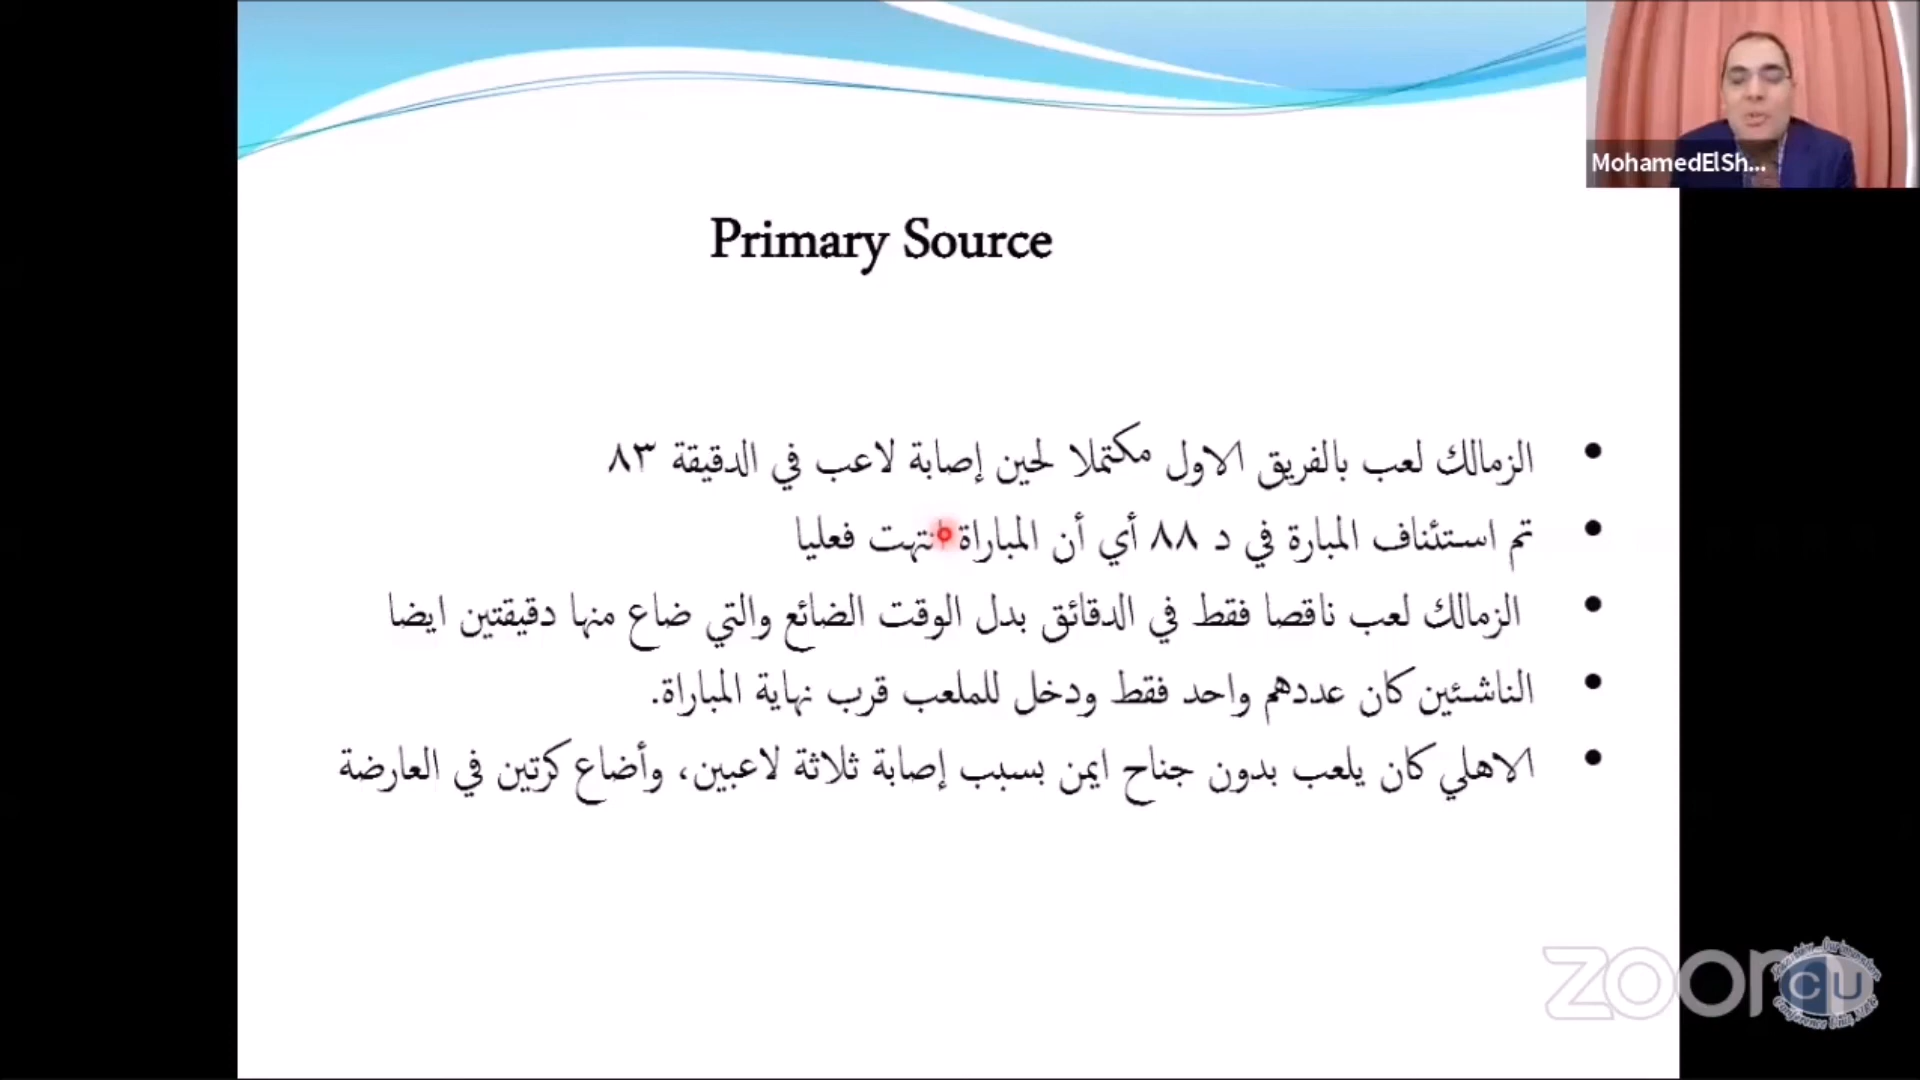 MohamedElSh...
Primary Source
• الزمالك لعب بالفريق الاول مكتملا لحين إصابة لاعب في الدقيقة ٨٣
• تم استئناف المبارة في د ٨٨ أي أن المباراة انتهت فعليا
• الزمالك لعب ناقصا فقط في الدقائق بدل الوقت الضائع والتي ضاع منها دقيقتين ايضا
• الناشئين كان عددهم واحد فقط ودخل للملعب قرب نهاية المباراة.
• الاهلي كان يلعب بدون جناح ايمن بسبب إصابة ثلاثة لاعبين، وأضاع كرتين في العارضة
zoom
CU